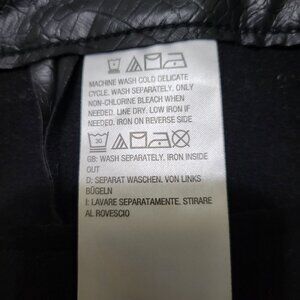 MACHINE WASH COLD DELICATE
CYCLE. WASH SEPARATELY. ONLY
NON-CHLORINE BLEACH WHEN
NEEDED. LINE DRY. LOW IRON IF
NEEDED. IRON ON REVERSE SIDE
30
GB: WASH SEPARATELY. IRON INSIDE
OUT
D: SEPARAT WASCHEN. VON LINKS
BÜGELN
I: LAVARE SEPARATAMENTE. STIRARE
AL ROVESCIO